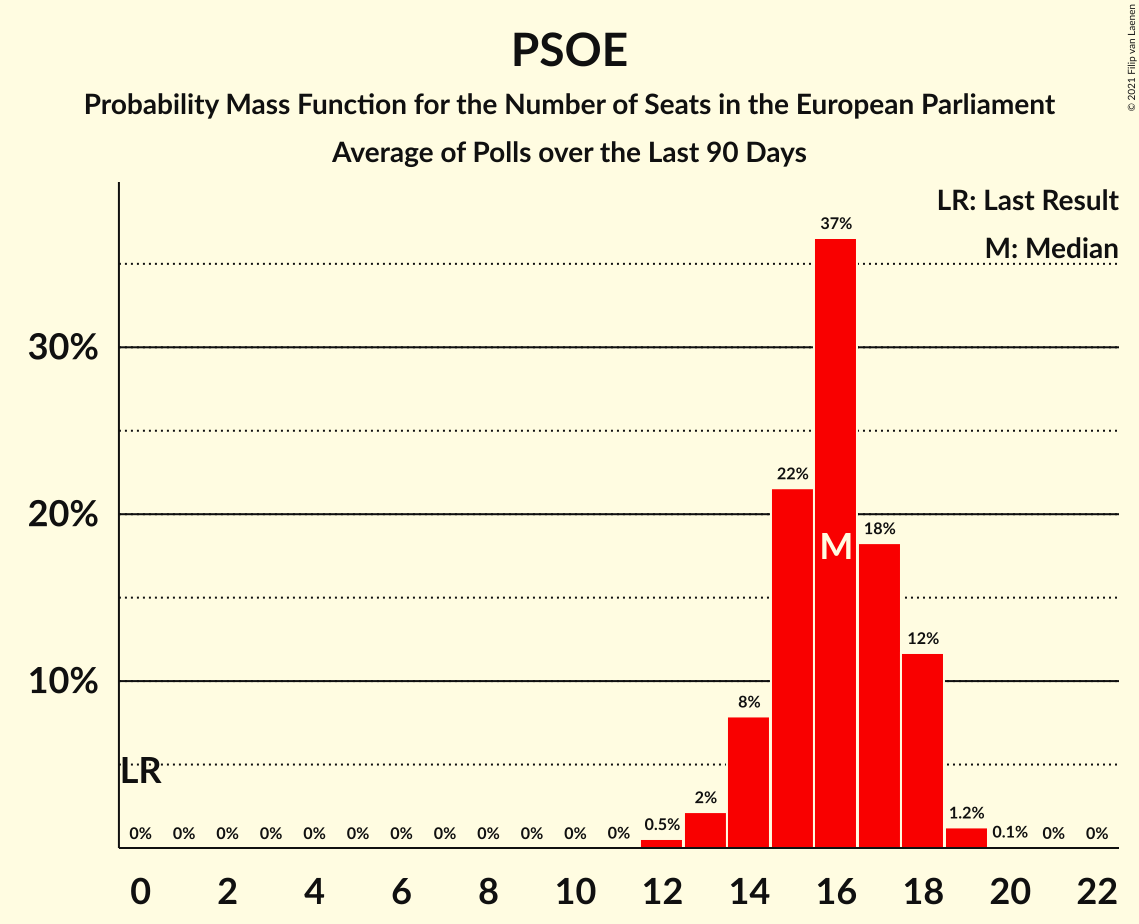 PSOE
Probability Mass Function for the Number of Seats in the European Parliament
Average of Polls over the Last 90 Days
© 2021 Filip van Laenen
LR: Last Result
M: Median
37%
30%
22%
20%
18%
M
12%
10%
8%
LR
2%
0% 0% 0% 0% 0% 0% 0% 0% 0% 0% 0% 0% 0.5% 1.2% 0.1% 0% 0%
0 2 4 6 8 10 12 14 16 18 20 22